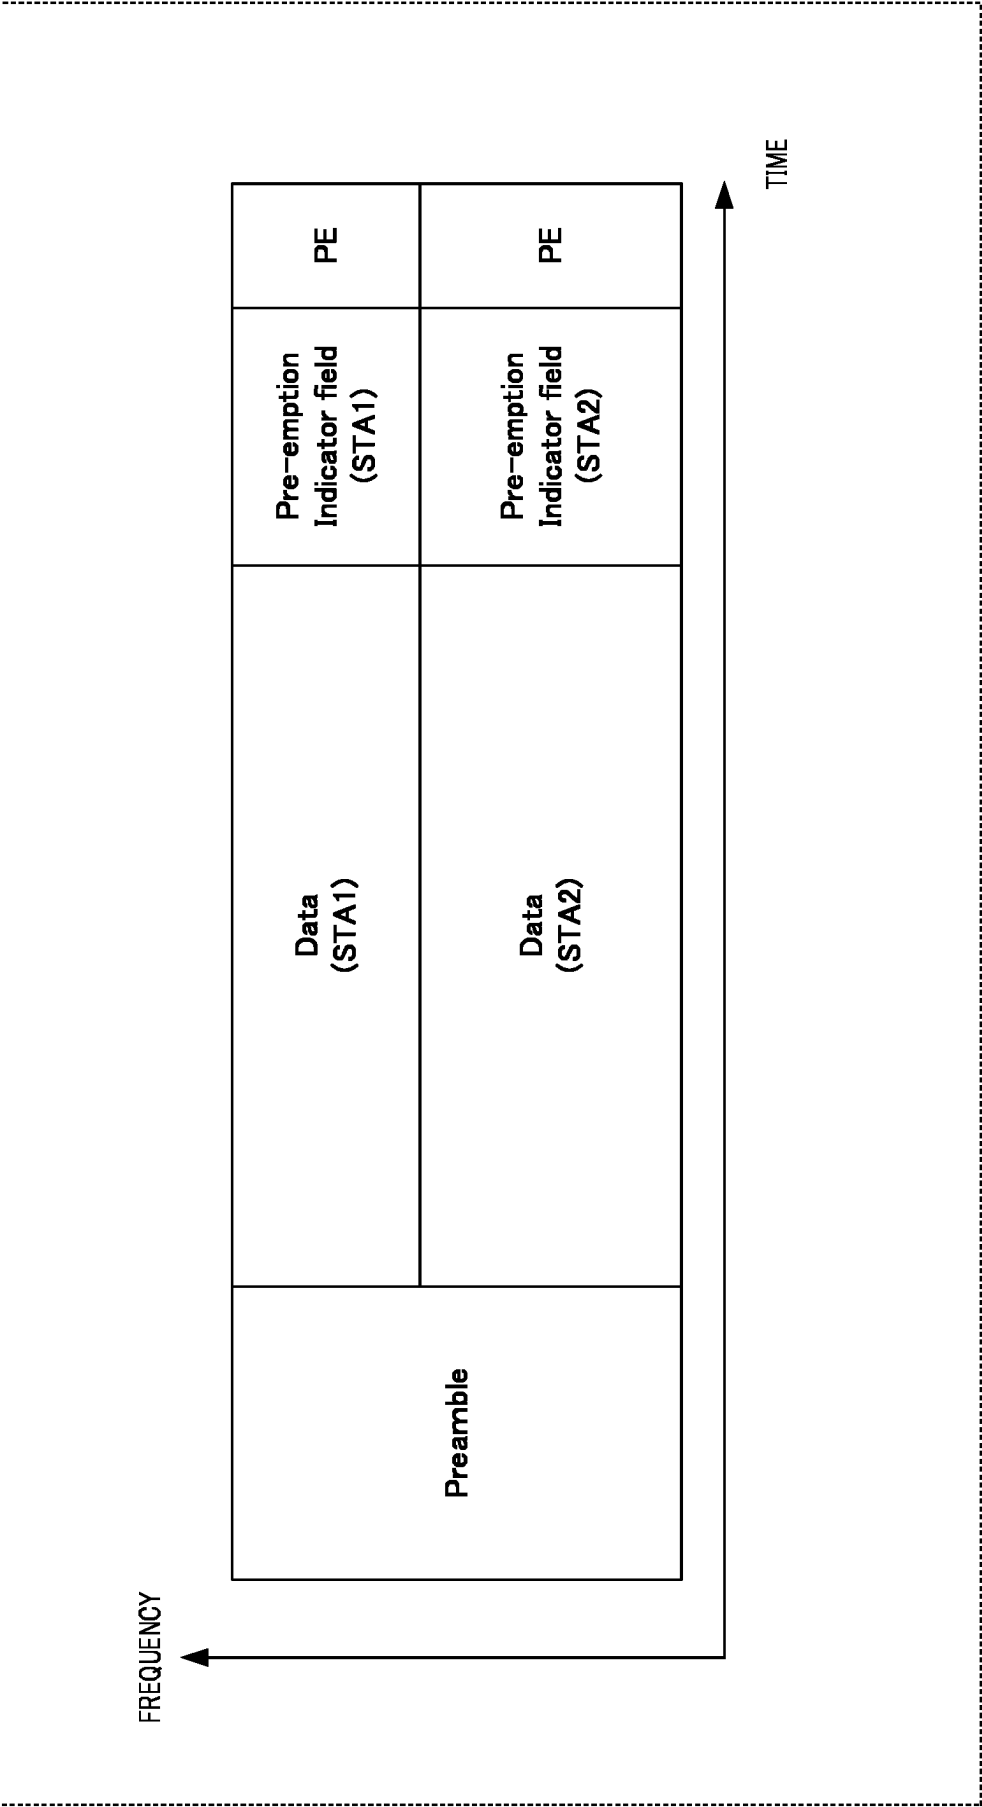 FREQUENCY
Preamble
Data
(STA1)
Pre-emption
Indicator field
(STA1)
PE
Data
(STA2)
Pre-emption
Indicator field
(STA2)
PE
TIME